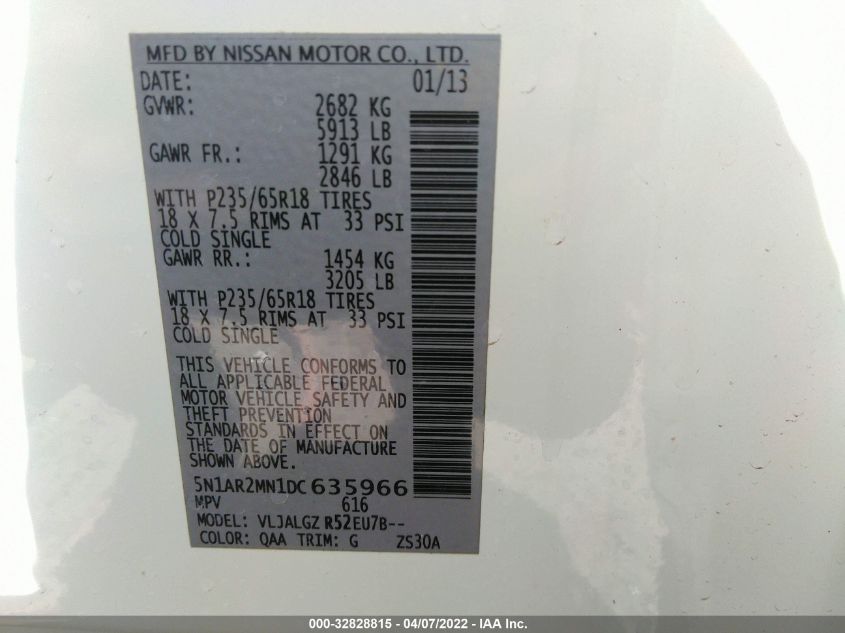 MFD BY NISSAN MOTOR CO., LTD.
DATE: 01/13
GVWR: 2682 KG
5913 LB
GAWR FR.: 1291 KG
2846 LB
WITH P235/65R18 TIRES
18 X 7.5 RIMS AT 33 PSI
COLD SINGLE
GAWR RR.: 1454 KG
3205 LB
WITH P235/65R18 TIRES
18 X 7.5 RIMS AT 33 PSI
COLD SINGLE
THIS VEHICLE CONFORMS TO
ALL APPLICABLE FEDERAL
MOTOR VEHICLE SAFETY AND
THEFT PREVENTION
STANDARDS IN EFFECT ON
THE DATE OF MANUFACTURE
SHOWN ABOVE.
5N1AR2MN1DC635966
MPV 616
MODEL: VLJALGZ R52EU7B--
COLOR: QAA TRIM: G ZS30A
000-32828815 - 04/07/2022 - IAA Inc.